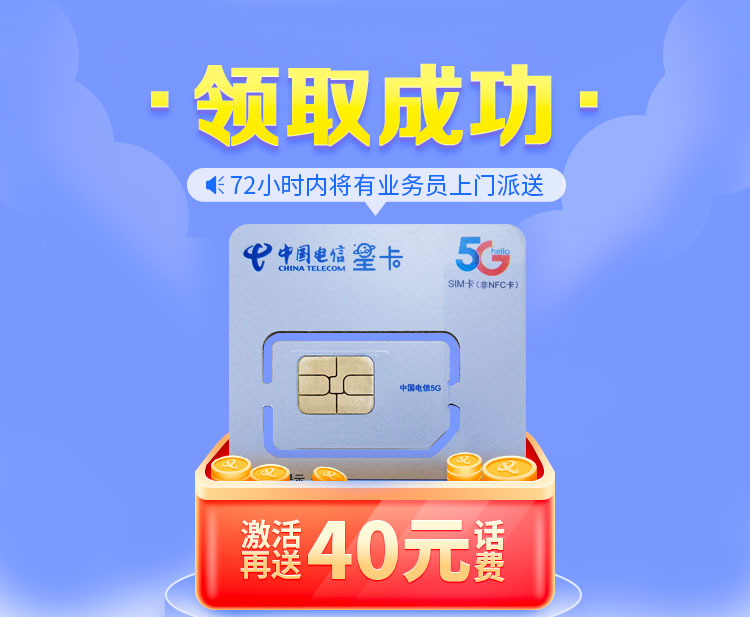 领取成功
72小时内将有业务员上门派送
中国电信 星卡
CHINA TELECOM
5G hello
SIM卡(非NFC卡)
中国电信5G
激活
再送
40元
话
费